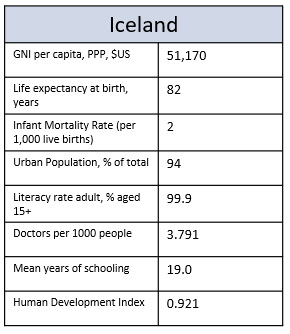 Iceland
GNI per capita, PPP, $US 51,170
Life expectancy at birth, 82
years
Infant Mortality Rate (per 2
1,000 live births)
Urban Population, % of total 94
Literacy rate adult, % aged 99.9
15+
Doctors per 1000 people 3.791
Mean years of schooling 19.0
Human Development Index 0.921